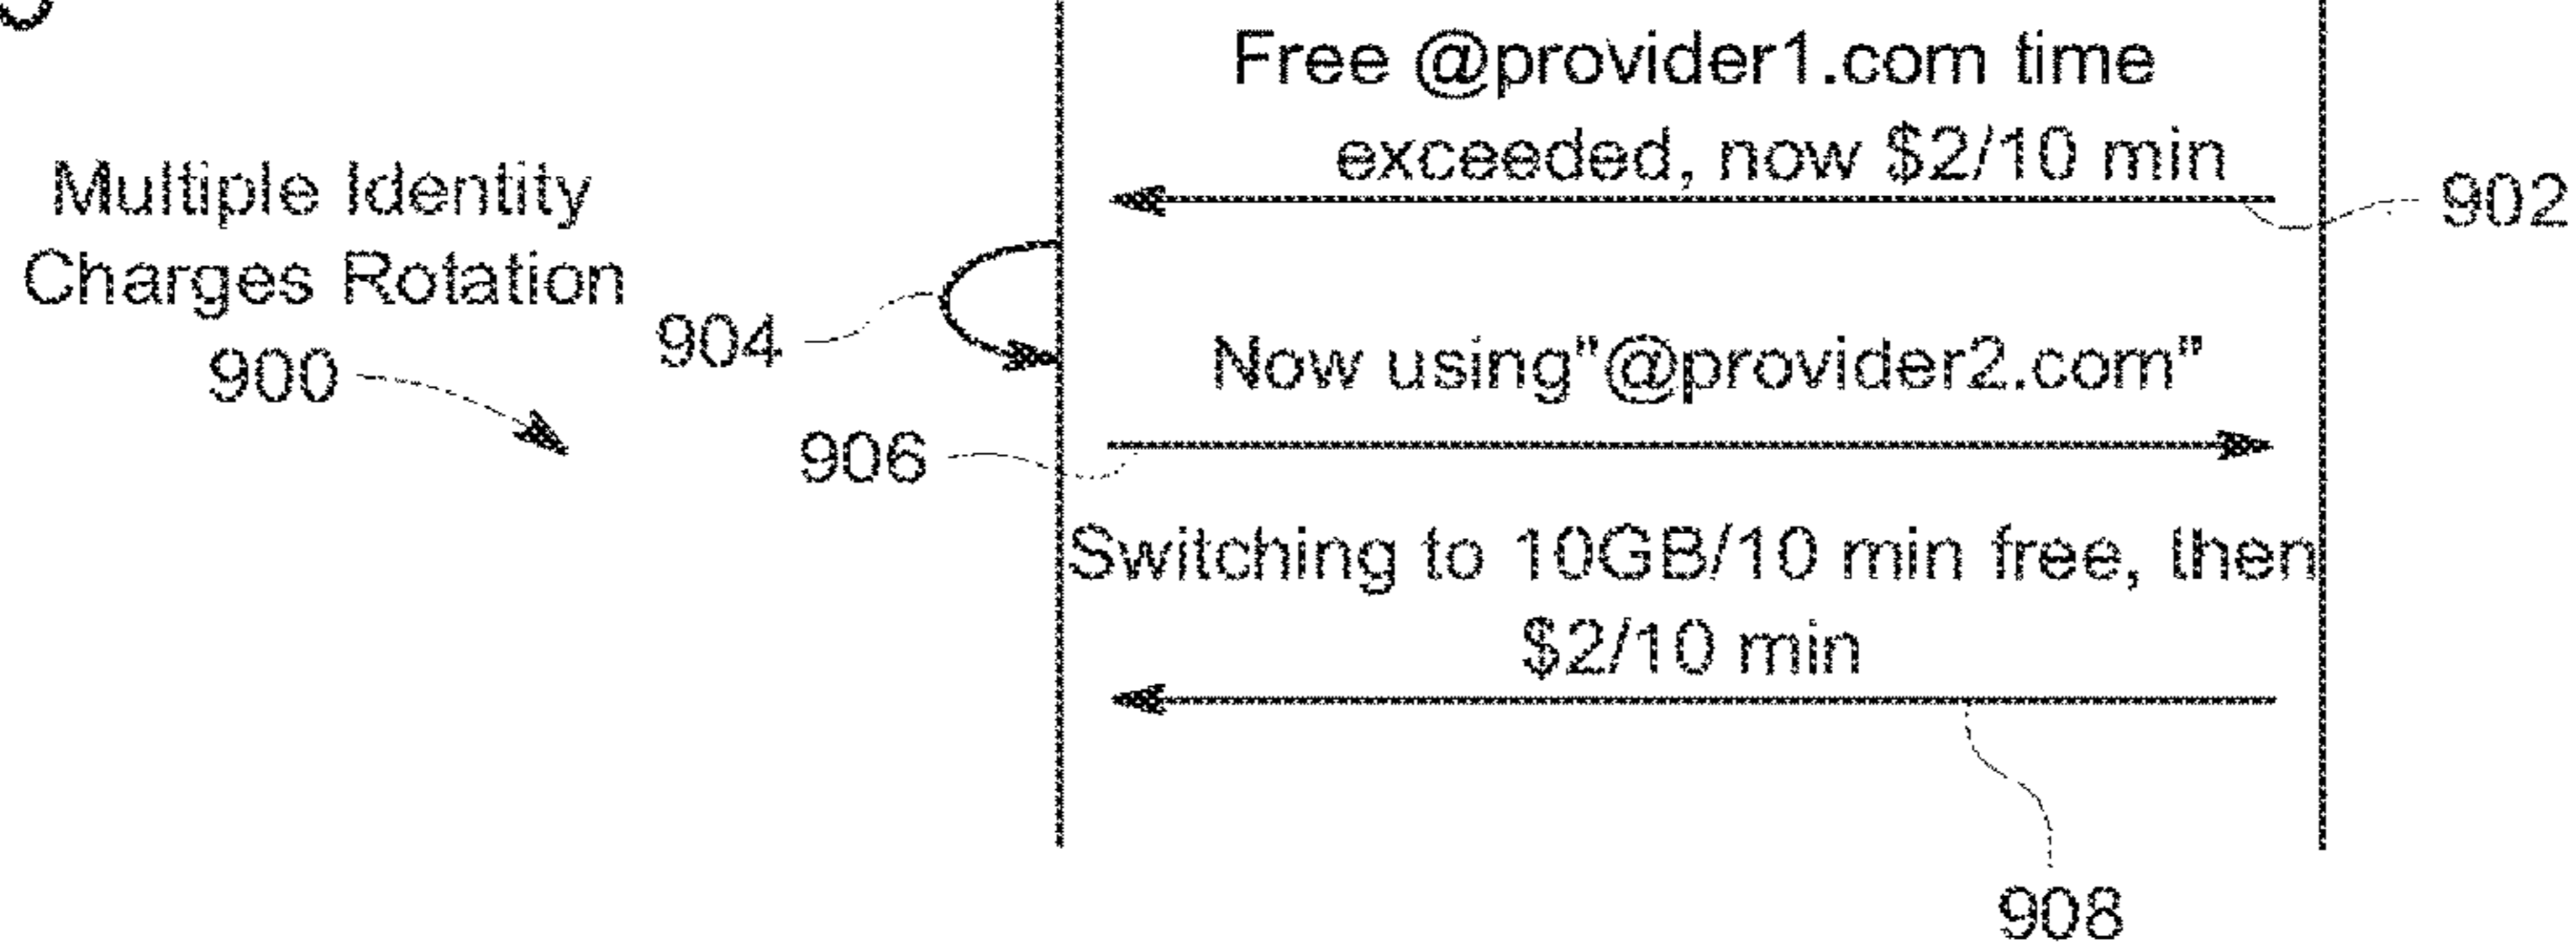 Free @provider1.com time
exceeded, now $2/10 min
902
Multiple Identity
Charges Rotation
900
904
Now using"@provider2.com"
906
Switching to 10GB/10 min free, then
$2/10 min
908